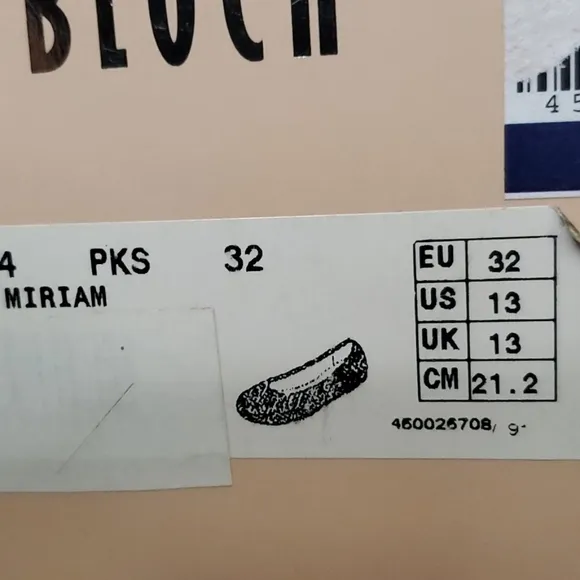 BLOCH
45
4 PKS 32
MIRIAM
EU 32
US 13
UK 13
CM 21.2
460026708/ 9-